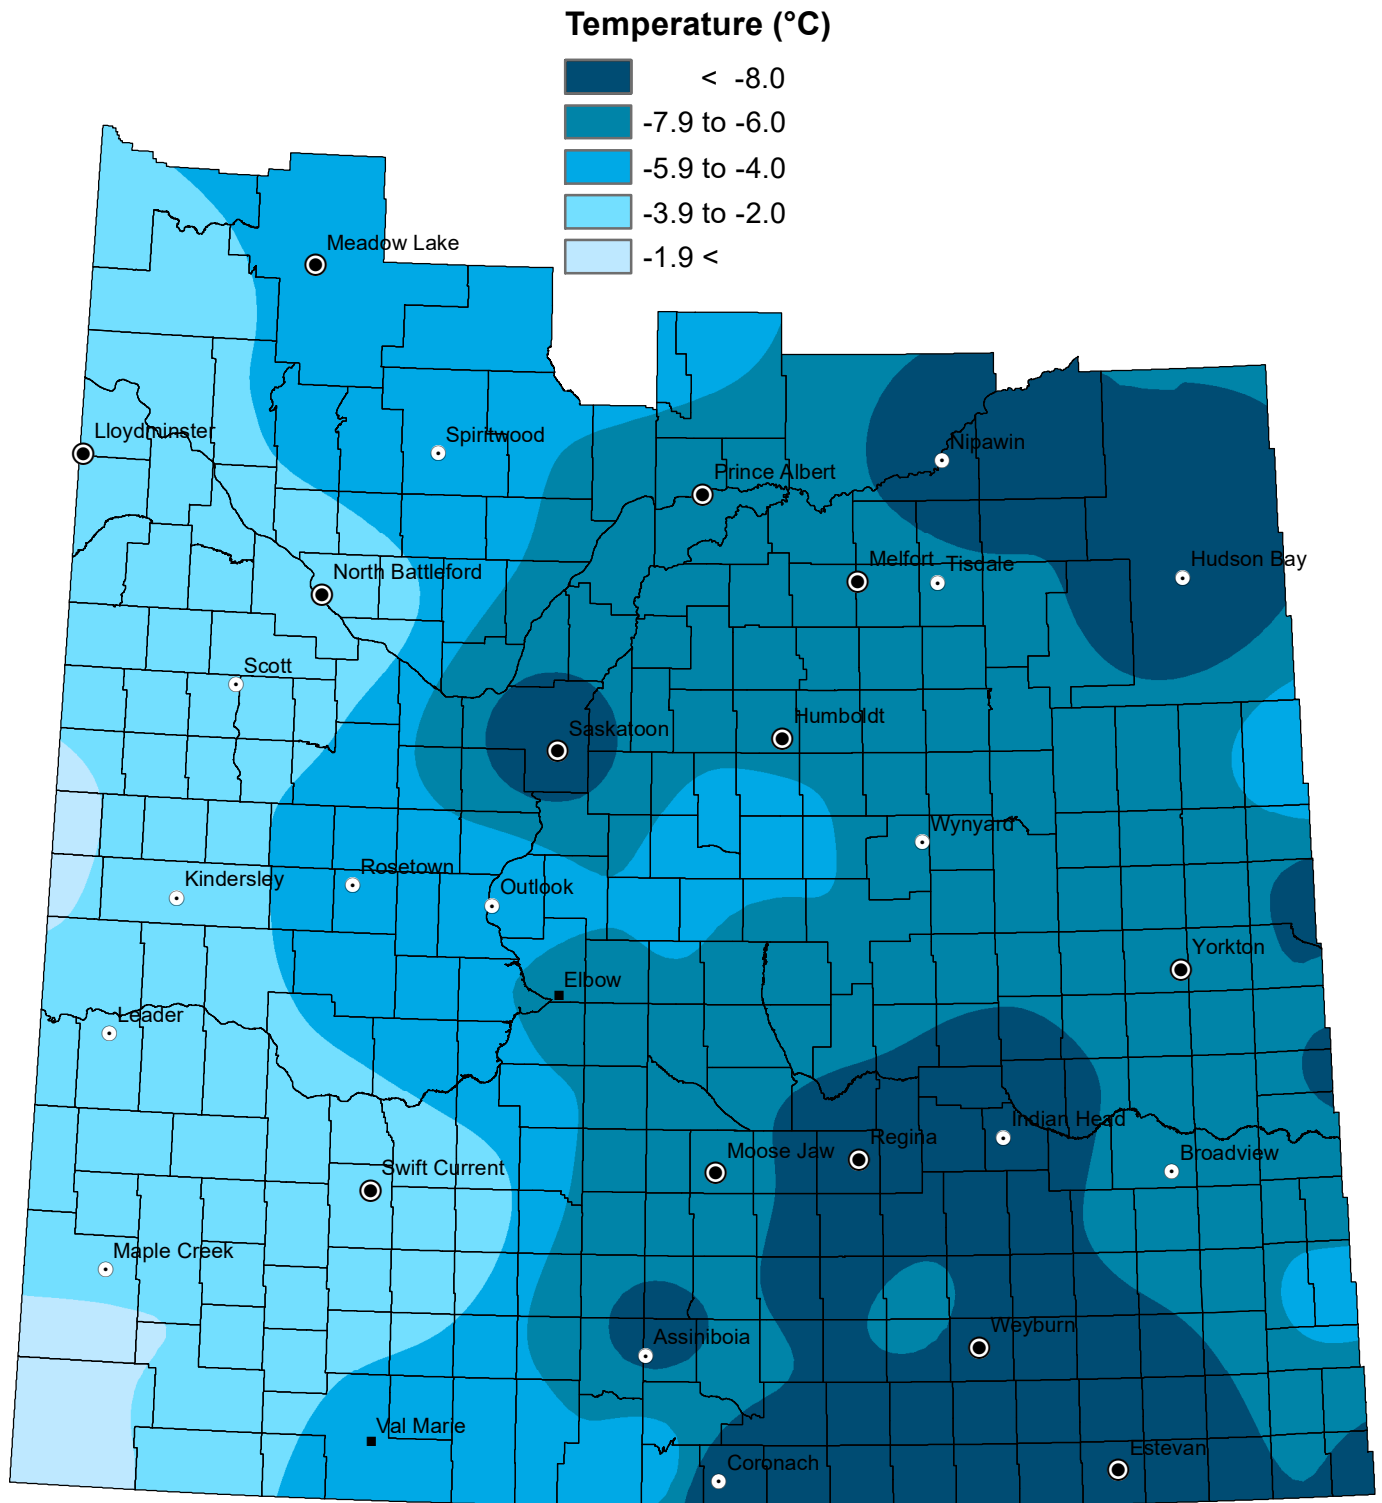 Temperature (°C)
< -8.0
-7.9 to -6.0
-5.9 to -4.0
-3.9 to -2.0
-1.9 <
Meadow Lake
Lloydminster
Spiritwood
Nipawin
Prince Albert
North Battleford
Melfort
Tisdale
Hudson Bay
Scott
Saskatoon
Humboldt
Wynyard
Kindersley
Rosetown
Outlook
Yorkton
Elbow
Leader
Indian Head
Moose Jaw
Regina
Broadview
Swift Current
Maple Creek
Assiniboia
Weyburn
Val Marie
Coronach
Estevan